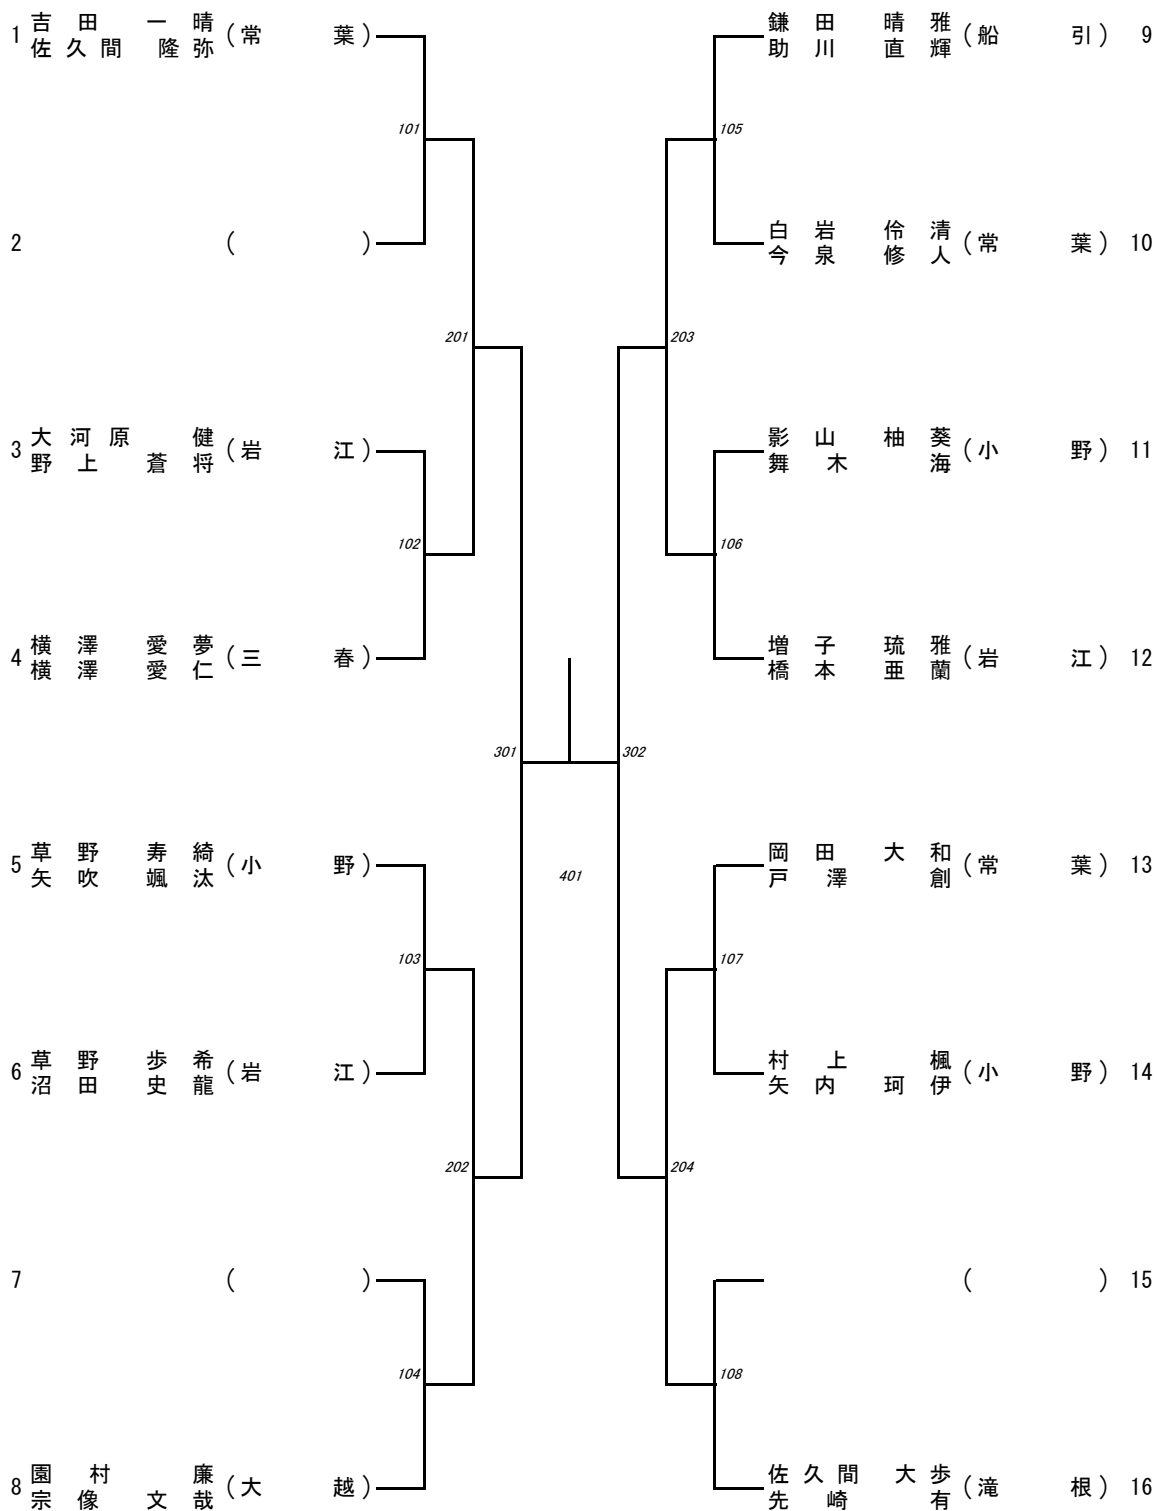 1 吉田 一晴 (常葉)
佐久間 隆弥
101
2 ( )
201
3 大河原 健 (岩江)
野上 蒼将
102
4 横澤 愛夢 (三春)
横澤 愛仁
301
5 草野 寿綺 (小野)
矢吹 颯汰
103
6 草野 歩希 (岩江)
沼田 史龍
202
7 ( )
104
8 園村 廉 (大越)
宗像 文哉
401
鎌田 晴雅 (船引) 9
助川 直輝
105
白岩 伶清 (常葉) 10
今泉 修人
203
影山 柚葵 (小野) 11
舞木 海
106
増子 琉雅 (岩江) 12
橋本 亜蘭
302
岡田 大和 (常葉) 13
戸澤 創
107
村上 楓 (小野) 14
矢内 珂伊
204
( ) 15
108
佐久間 大歩 (滝根) 16
先崎 有